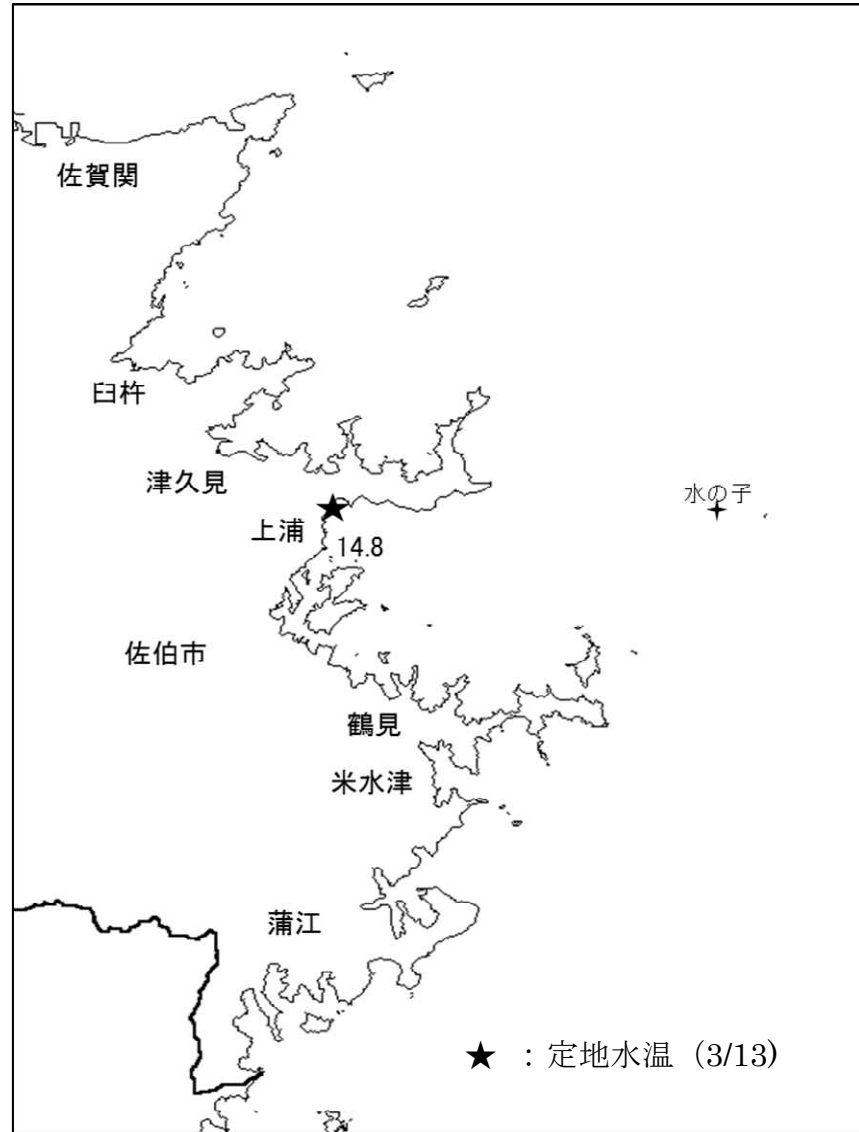 佐賀関
臼杵
津久見
水の子
上浦
14.8
佐伯市
鶴見
米水津
蒲江
★ : 定地水温 (3/13)